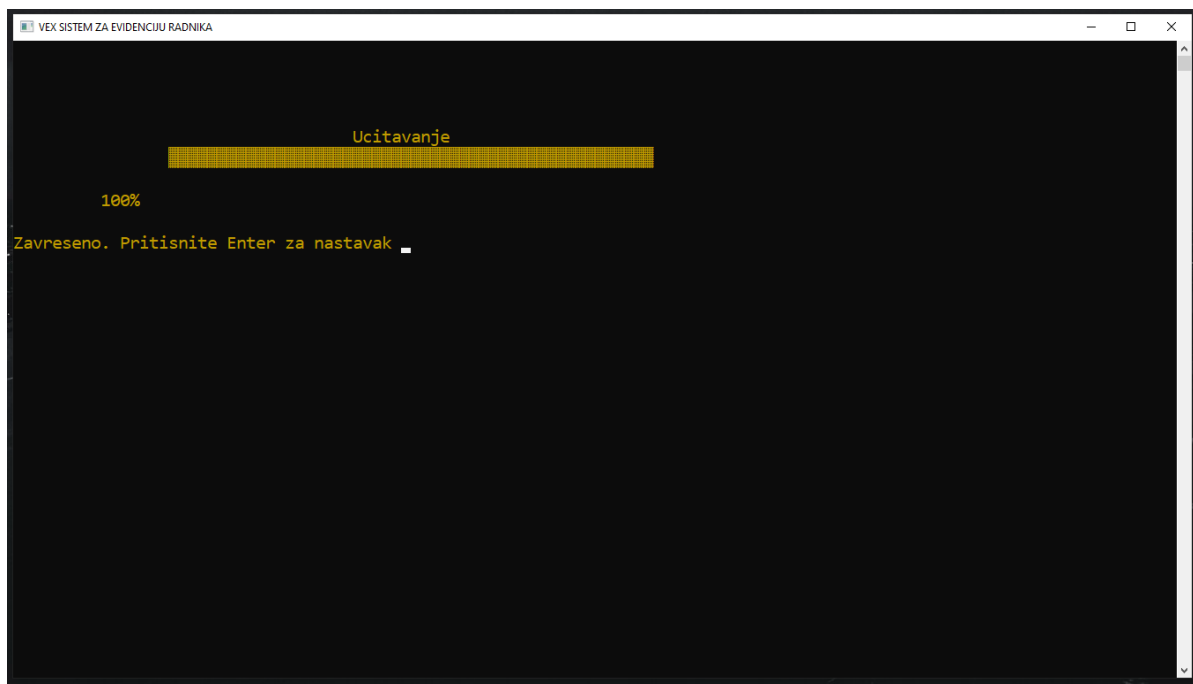 VEX SISTEM ZA EVIDENCIJU RADNIKA
Ucitavanje
100%
Zavreseno. Pritisnite Enter za nastavak